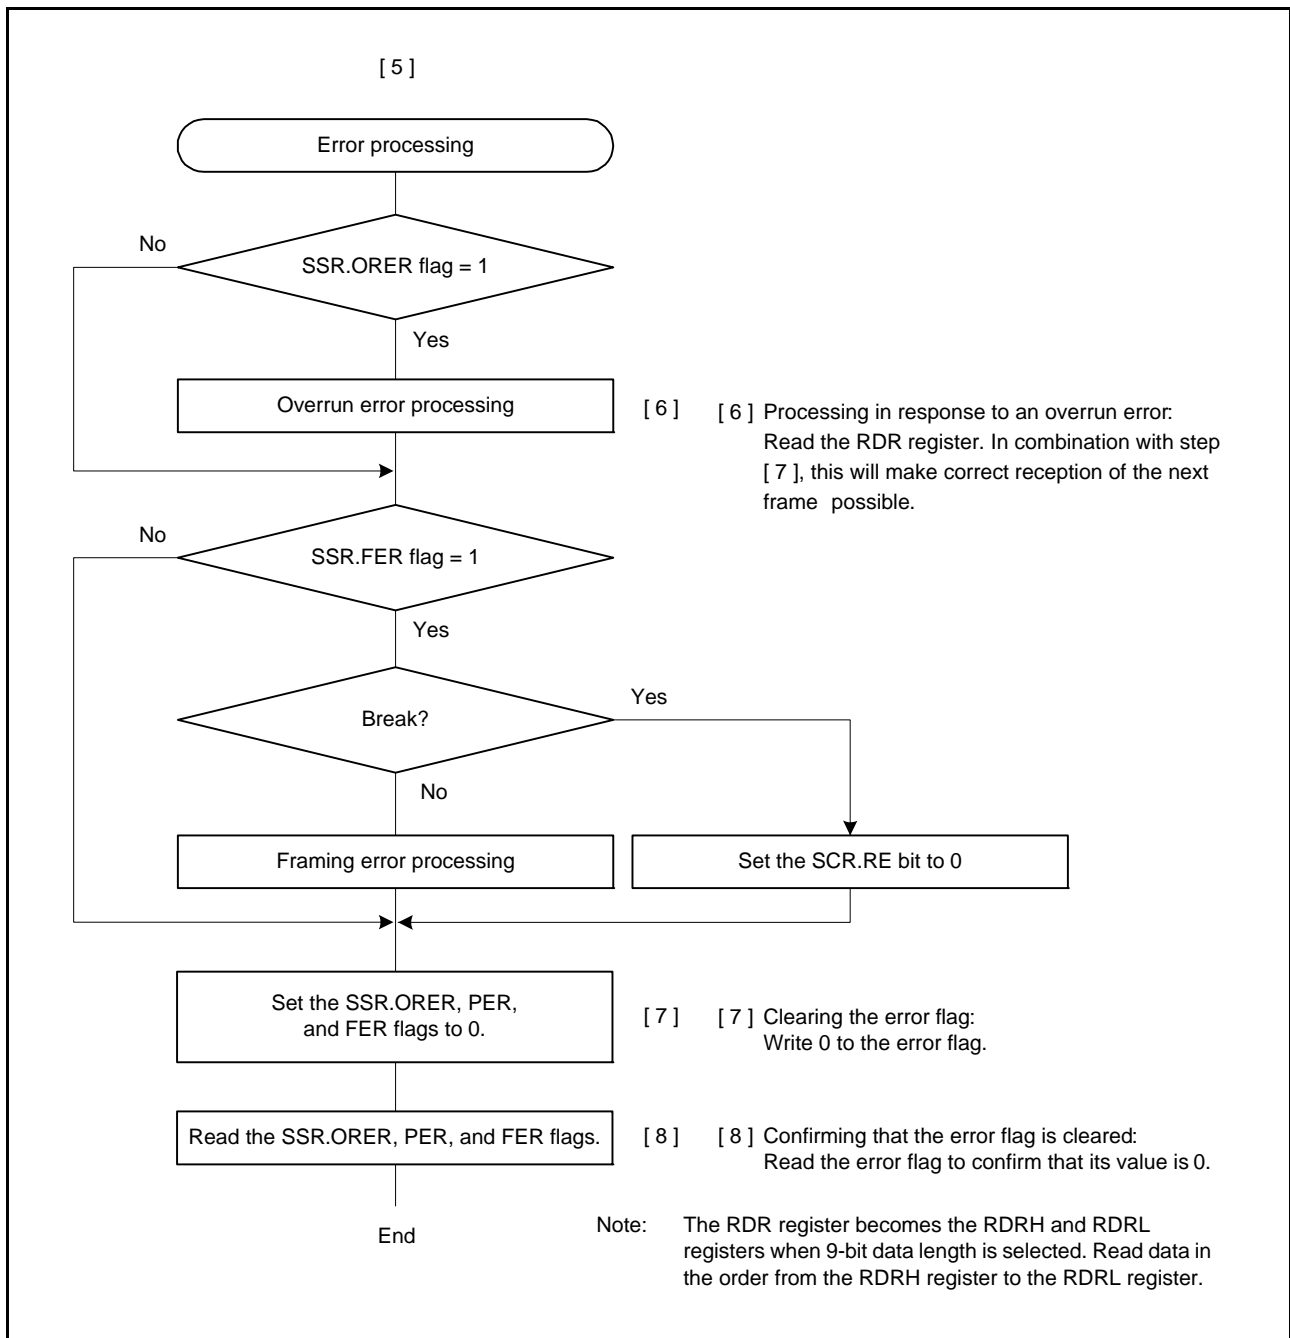 [ 5 ]
Error processing
No
SSR.ORER flag = 1
Yes
Overrun error processing
[ 6 ]
[ 6 ] Processing in response to an overrun error:
Read the RDR register. In combination with step
[ 7 ], this will make correct reception of the next
frame possible.
No
SSR.FER flag = 1
Yes
Break?
Yes
No
Framing error processing
Set the SCR.RE bit to 0
Set the SSR.ORER, PER,
and FER flags to 0.
[ 7 ]
[ 7 ] Clearing the error flag:
Write 0 to the error flag.
Read the SSR.ORER, PER, and FER flags.
[ 8 ]
[ 8 ] Confirming that the error flag is cleared:
Read the error flag to confirm that its value is 0.
End
Note: The RDR register becomes the RDRH and RDRL
registers when 9-bit data length is selected. Read data in
the order from the RDRH register to the RDRL register.